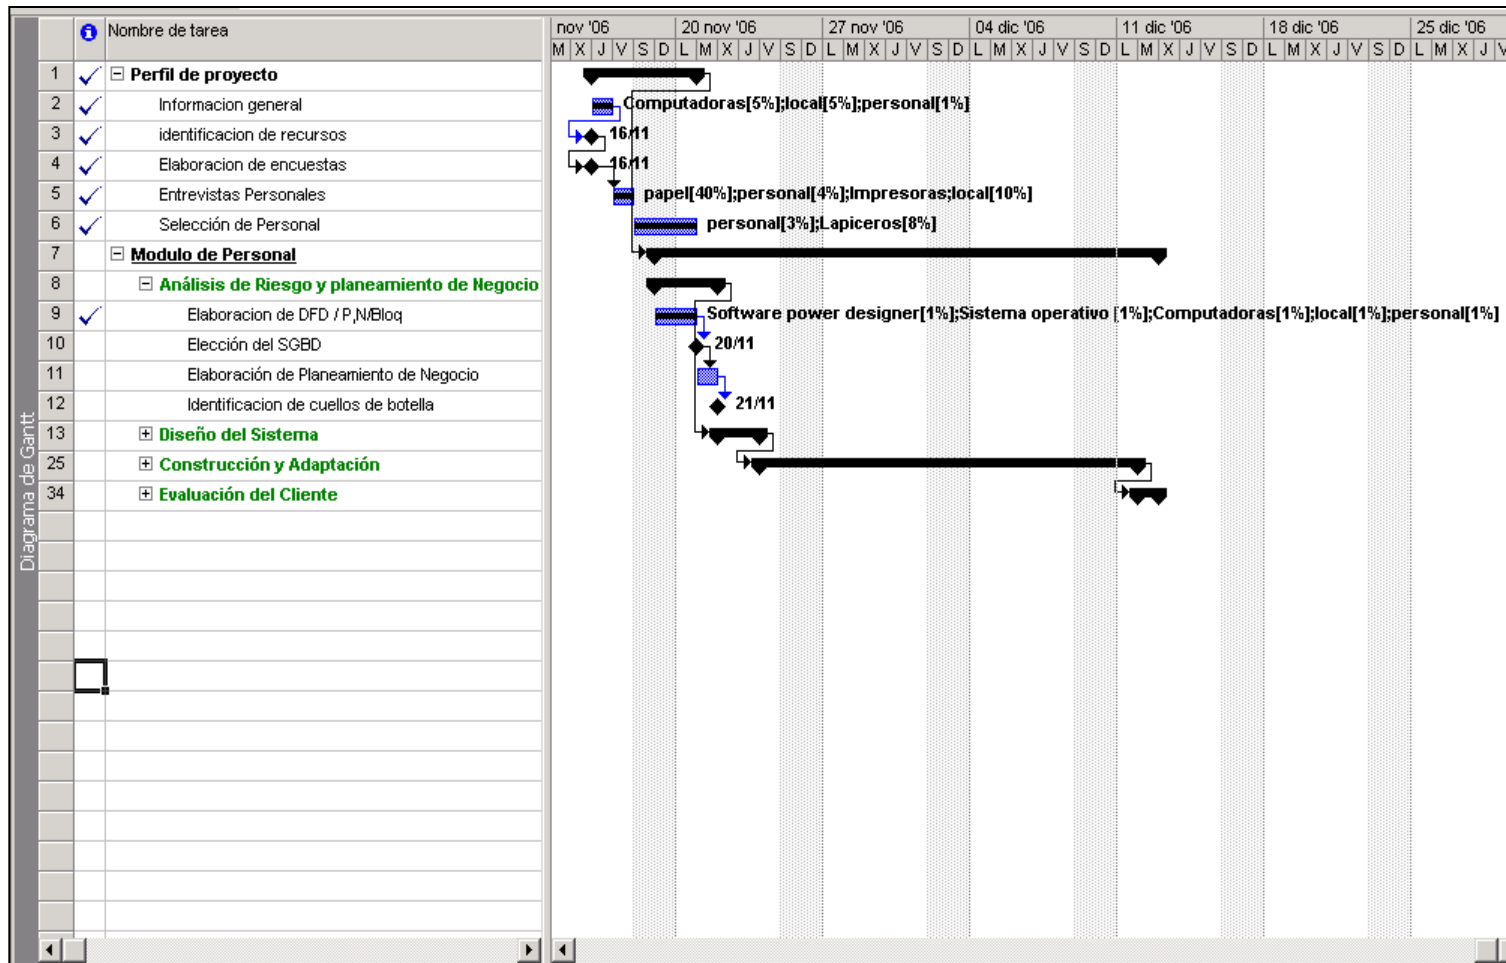 Nombre de tarea
nov '06 20 nov '06 27 nov '06 04 dic '06 11 dic '06 18 dic '06 25 dic '06
M X J V S D L M X J V S D L M X J V S D L M X J V S D L M X J V S D L M X J V S D L M X J V
1 Perfil de proyecto
2 Informacion general Computadoras[5%];local[5%];personal[1%]
3 identificacion de recursos 16/11
4 Elaboracion de encuestas 16/11
5 Entrevistas Personales papel[40%];personal[4%];Impresoras;local[10%]
6 Selección de Personal personal[3%];Lapiceros[8%]
7 Modulo de Personal
8 Análisis de Riesgo y planeamiento de Negocio
9 Elaboracion de DFD / P,N/Bloq Software power designer[1%];Sistema operativo [1%];Computadoras[1%];local[1%];personal[1%]
10 Elección del SGBD 20/11
11 Elaboración de Planeamiento de Negocio
12 Identificacion de cuellos de botella 21/11
13 Diseño del Sistema
25 Construcción y Adaptación
34 Evaluación del Cliente
Diagrama de Gantt